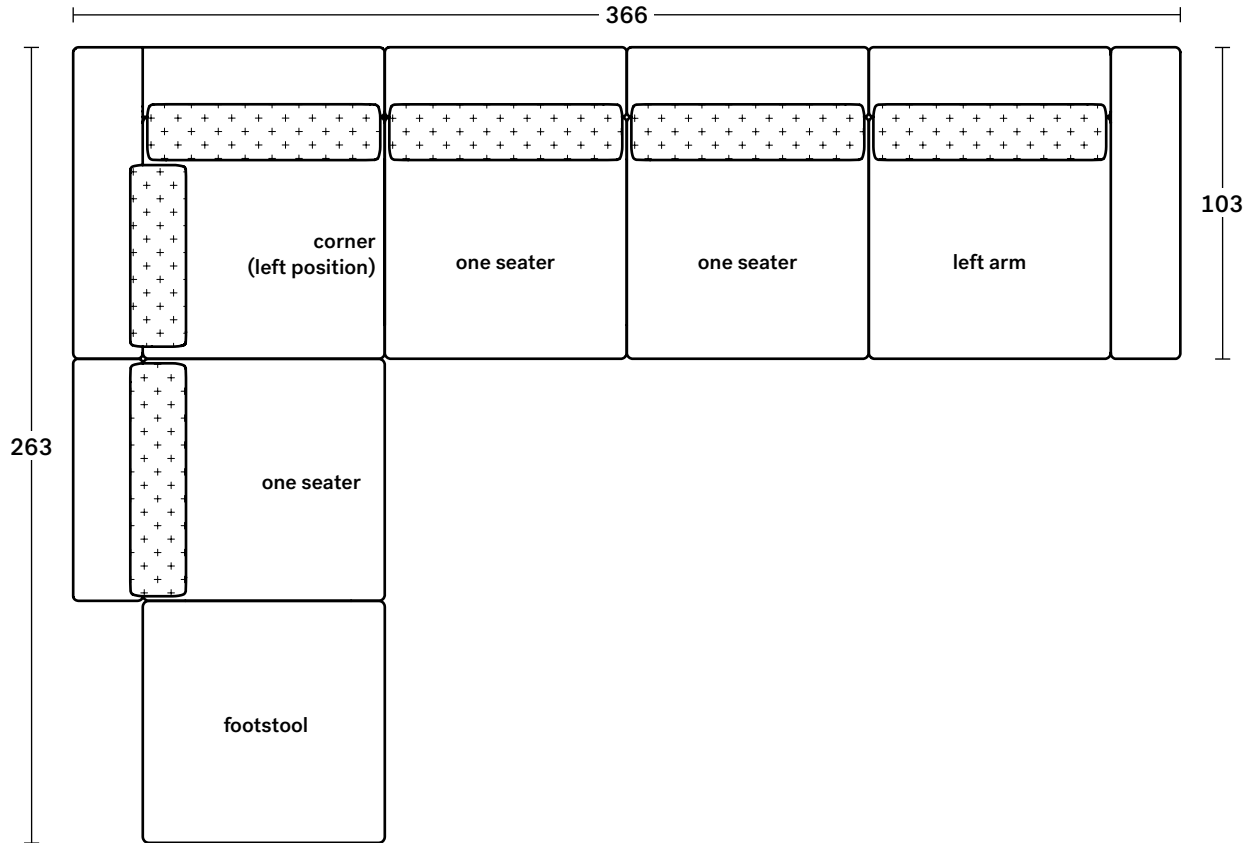 366
103
corner
(left position)
one seater
one seater
left arm
263
one seater
footstool